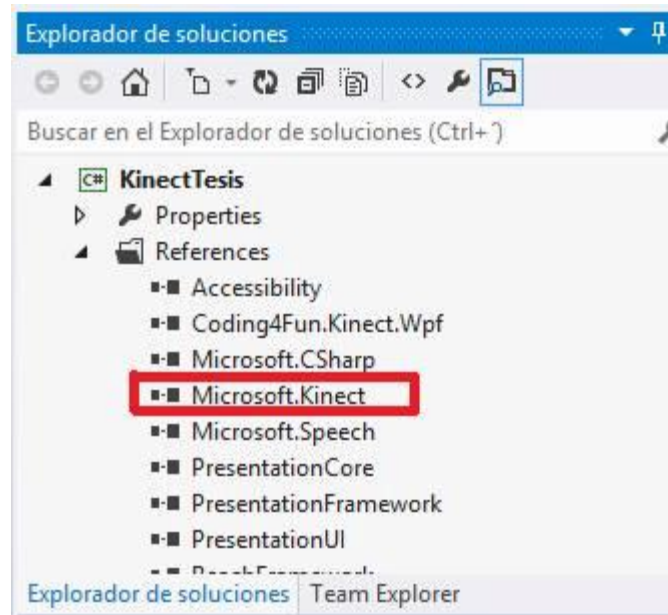 Explorador de soluciones
Buscar en el Explorador de soluciones (Ctrl+´)
C# KinectTesis
Properties
References
Accessibility
Coding4Fun.Kinect.Wpf
Microsoft.CSharp
Microsoft.Kinect
Microsoft.Speech
PresentationCore
PresentationFramework
PresentationUI
Explorador de soluciones Team Explorer